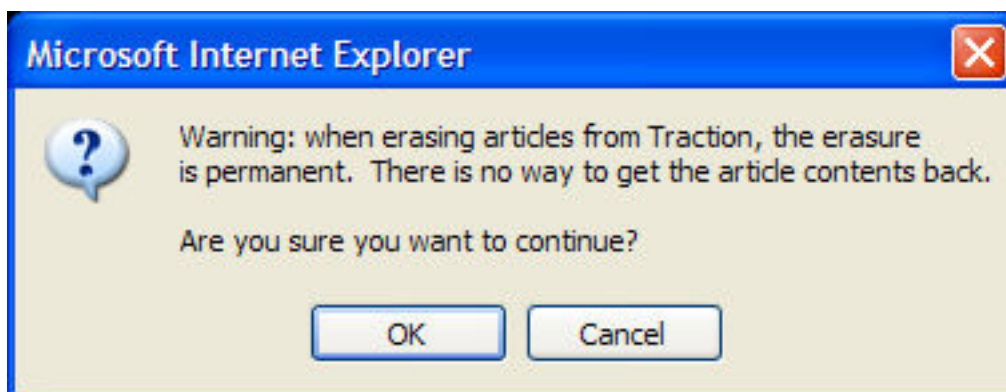 Microsoft Internet Explorer
Warning: when erasing articles from Traction, the erasure
is permanent.  There is no way to get the article contents back.
Are you sure you want to continue?
OK
Cancel